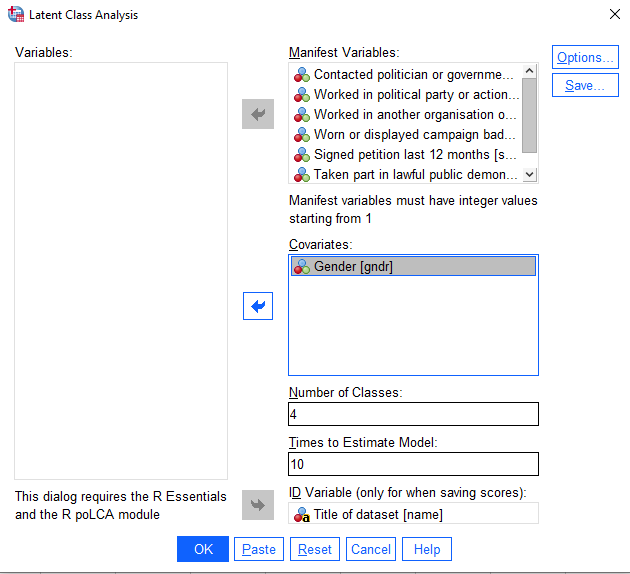 Latent Class Analysis
Variables:
Manifest Variables:
Contacted politician or governme...
Worked in political party or action...
Worked in another organisation o...
Worn or displayed campaign bad...
Signed petition last 12 months [s...
Taken part in lawful public demon...
Options...
Save...
Manifest variables must have integer values
starting from 1
Covariates:
Gender [gndr]
Number of Classes:
4
Times to Estimate Model:
10
This dialog requires the R Essentials
and the R poLCA module
ID Variable (only for when saving scores):
a Title of dataset [name]
OK
Paste
Reset
Cancel
Help